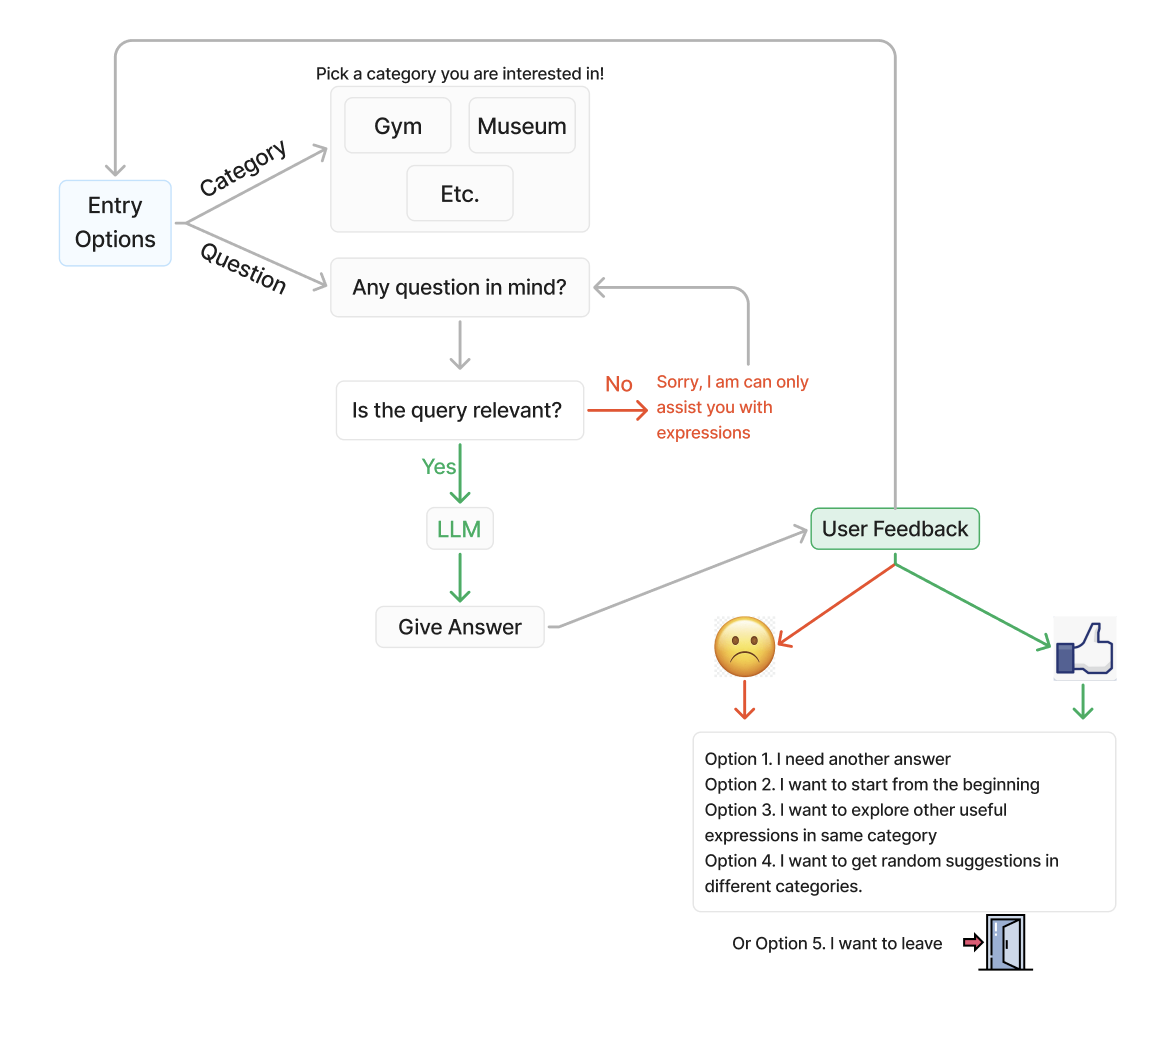 Pick a category you are interested in!
Gym
Museum
Etc.
Category
Entry
Options
Question
Any question in mind?
Is the query relevant?
No
Sorry, I am can only
assist you with
expressions
Yes
LLM
Give Answer
User Feedback
Option 1. I need another answer
Option 2. I want to start from the beginning
Option 3. I want to explore other useful
expressions in same category
Option 4. I want to get random suggestions in
different categories.
Or Option 5. I want to leave